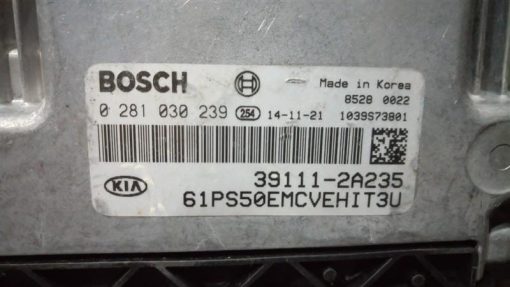 BOSCH
Made in Korea
8528 0022
0 281 030 239 254 14-11-21 1039S73801
KIA
39111-2A235
61PS50EMCVEHIT3U